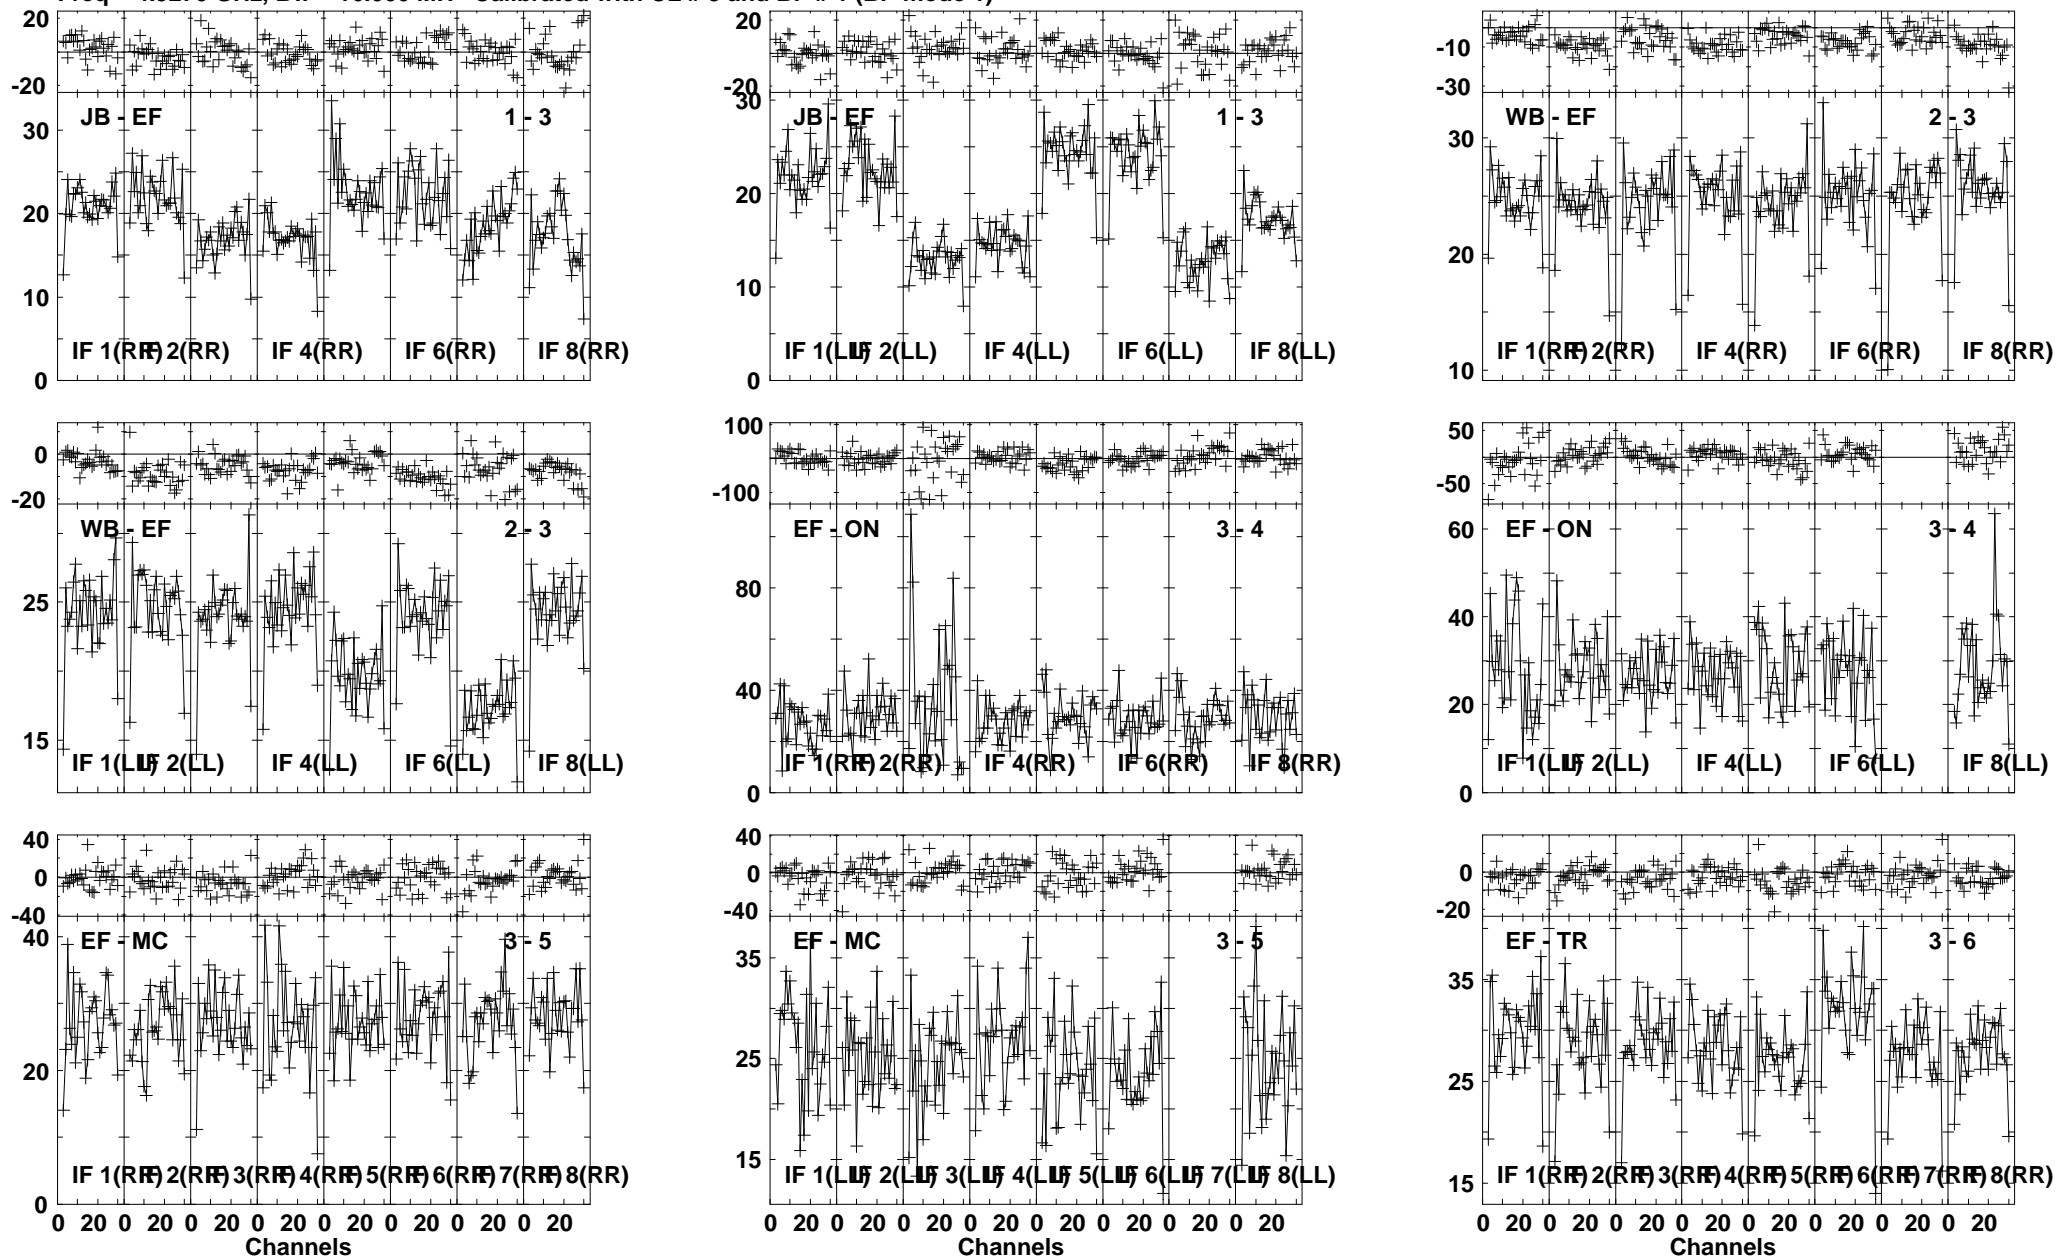 Freq = GHz, Bw = MH Calibrated with CL # and BP # 1 (BP mode 1)
20
0
-20
20
0
-20
-10
-30
JB - EF 1 - 3
JB - EF 1 - 3
WB - EF 2 - 3
30
20
10
0
30
20
10
0
30
20
10
IF 1(RR) IF 2(RR) IF 4(RR) IF 6(RR) IF 8(RR)
IF 1(LL) IF 2(LL) IF 4(LL) IF 6(LL) IF 8(LL)
IF 1(RR) IF 2(RR) IF 4(RR) IF 6(RR) IF 8(RR)
0
-20
100
-100
50
-50
WB - EF 2 - 3
EF - ON 3 - 4
EF - ON 3 - 4
25
15
80
40
0
60
40
20
0
IF 1(LL) IF 2(LL) IF 4(LL) IF 6(LL) IF 8(LL)
IF 1(RR) IF 2(RR) IF 4(RR) IF 6(RR) IF 8(RR)
IF 1(LL) IF 2(LL) IF 4(LL) IF 6(LL) IF 8(LL)
40
0
-40
40
0
-40
0
-20
EF - MC 3 - 5
EF - MC 3 - 5
EF - TR 3 - 6
40
20
0
35
25
15
35
25
15
IF 1(RR) IF 2(RR) IF 3(RR) IF 4(RR) IF 5(RR) IF 6(RR) IF 7(RR) IF 8(RR)
IF 1(LL) IF 2(LL) IF 3(LL) IF 4(LL) IF 5(LL) IF 6(LL) IF 7(LL) IF 8(LL)
IF 1(RR) IF 2(RR) IF 3(RR) IF 4(RR) IF 5(RR) IF 6(RR) IF 7(RR) IF 8(RR)
0 20 0 20 0 20 0 20 0 20 0 20 0 20 0 20
0 20 0 20 0 20 0 20 0 20 0 20 0 20 0 20
0 20 0 20 0 20 0 20 0 20 0 20 0 20 0 20
Channels
Channels
Channels